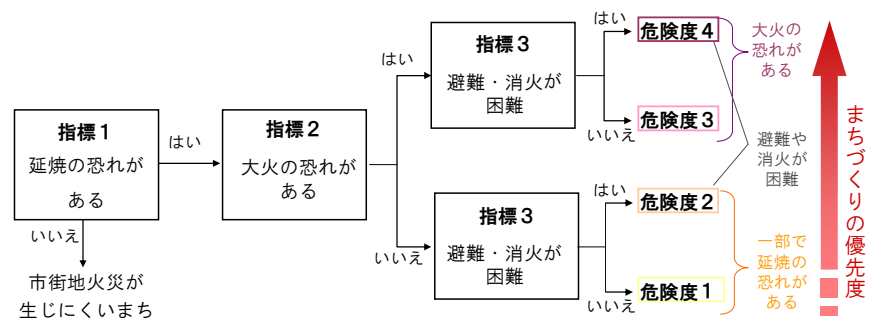 指標1
延焼の恐れが
ある
はい
いいえ
市街地火災が
生じにくいまち
指標2
大火の恐れが
ある
はい
いいえ
指標3
避難・消火が
困難
はい
いいえ
指標3
避難・消火が
困難
はい
いいえ
危険度4
危険度3
危険度2
危険度1
大火の
恐れが
ある
避難や
消火が
困難
一部で
延焼の
恐れが
ある
まちづくりの優先度